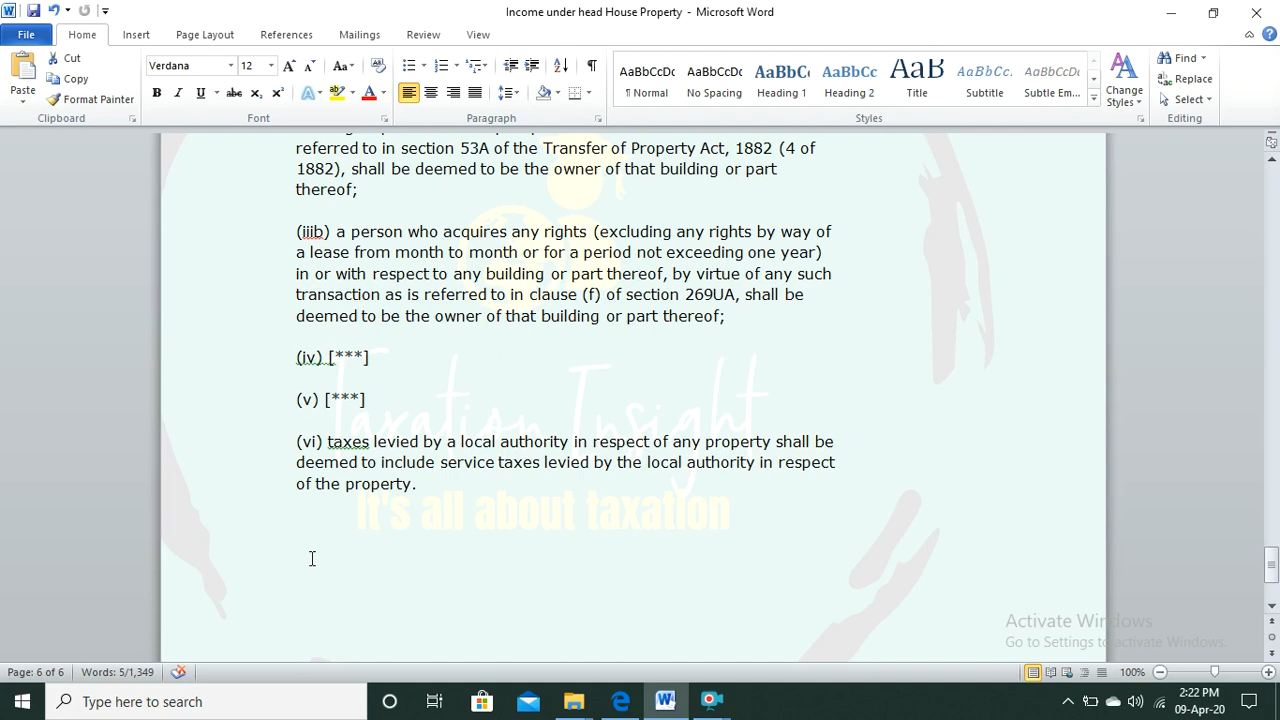 Income under head House Property - Microsoft Word
File Home Insert Page Layout References Mailings Review View
Paste
Cut
Copy
Format Painter
Clipboard
Verdana 12
Font
Paragraph
AaBbCcDc AaBbCcDc AaBbC AaBbCc AaB AaBbCc. AaBbCcDc
¶ Normal No Spacing Heading 1 Heading 2 Title Subtitle Subtle Em...
Change Styles
Styles
Find
Replace
Select
Editing
referred to in section 53A of the Transfer of Property Act, 1882 (4 of
1882), shall be deemed to be the owner of that building or part
thereof;
(iiib) a person who acquires any rights (excluding any rights by way of
a lease from month to month or for a period not exceeding one year)
in or with respect to any building or part thereof, by virtue of any such
transaction as is referred to in clause (f) of section 269UA, shall be
deemed to be the owner of that building or part thereof;
(iv) [***]
(v) [***]
(vi) taxes levied by a local authority in respect of any property shall be
deemed to include service taxes levied by the local authority in respect
of the property.
Taxation Insight
It's all about taxation
Activate Windows
Go to Settings to activate Windows.
Page: 6 of 6 Words: 5/1,349 100%
Type here to search
2:22 PM
09-Apr-20